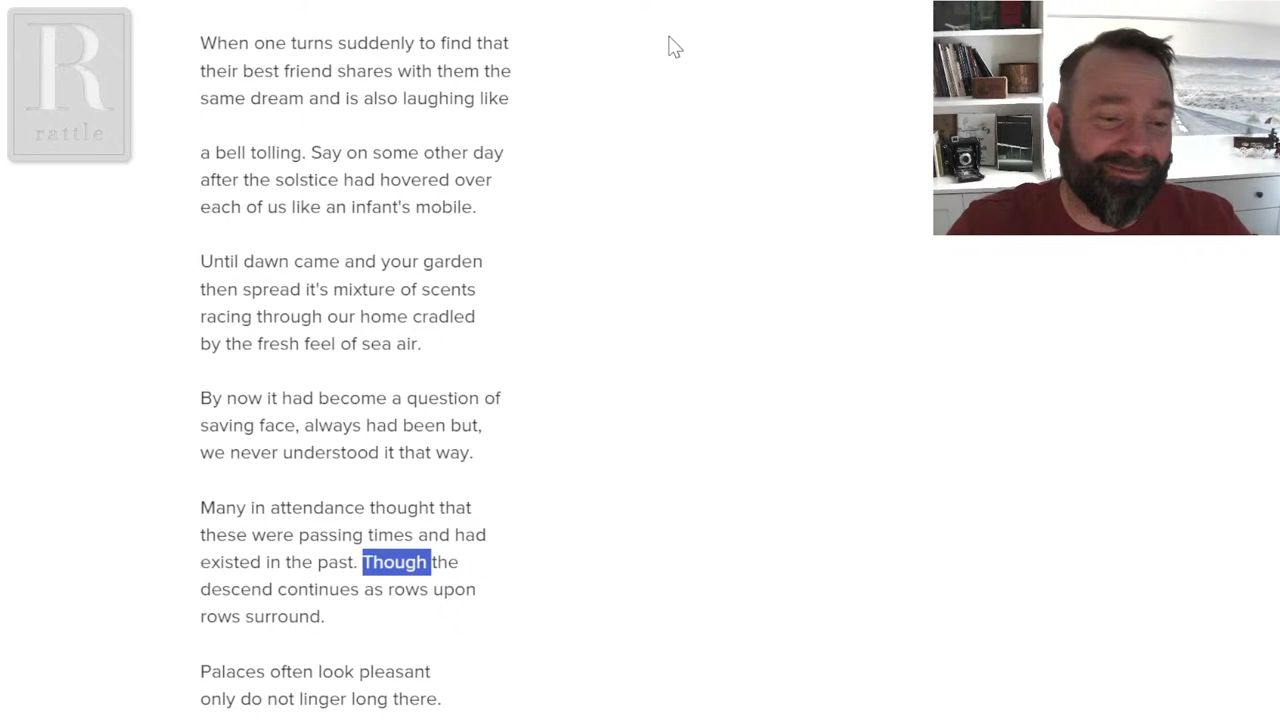 R
rattle
When one turns suddenly to find that
their best friend shares with them the
same dream and is also laughing like
a bell tolling. Say on some other day
after the solstice had hovered over
each of us like an infant's mobile.
Until dawn came and your garden
then spread it's mixture of scents
racing through our home cradled
by the fresh feel of sea air.
By now it had become a question of
saving face, always had been but,
we never understood it that way.
Many in attendance thought that
these were passing times and had
existed in the past. Though the
descend continues as rows upon
rows surround.
Palaces often look pleasant
only do not linger long there.